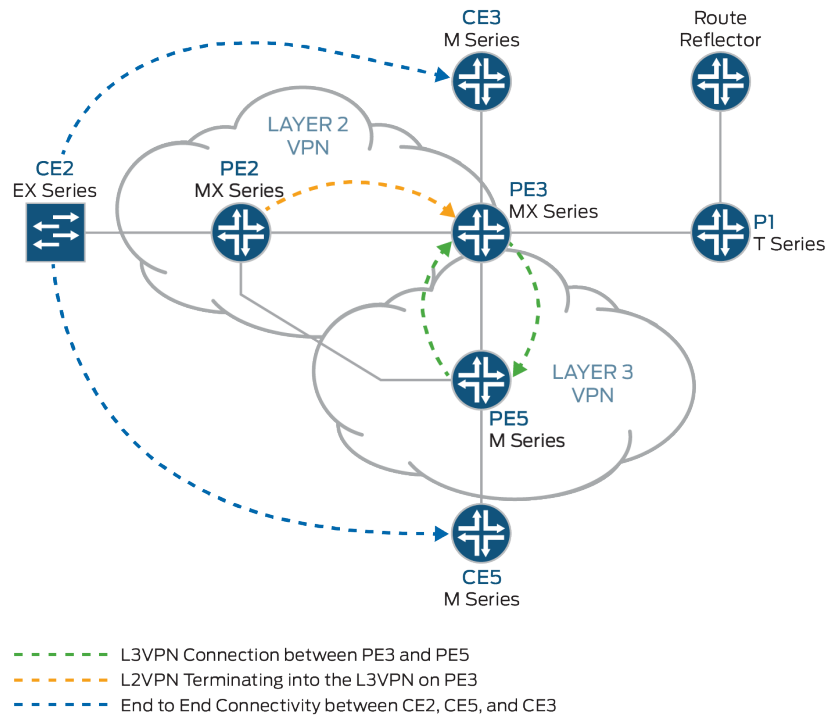 CE3
M Series
Route
Reflector
LAYER 2
VPN
CE2
EX Series
PE2
MX Series
PE3
MX Series
P1
T Series
LAYER 3
VPN
PE5
M Series
CE5
M Series
L3VPN Connection between PE3 and PE5
L2VPN Terminating into the L3VPN on PE3
End to End Connectivity between CE2, CE5, and CE3